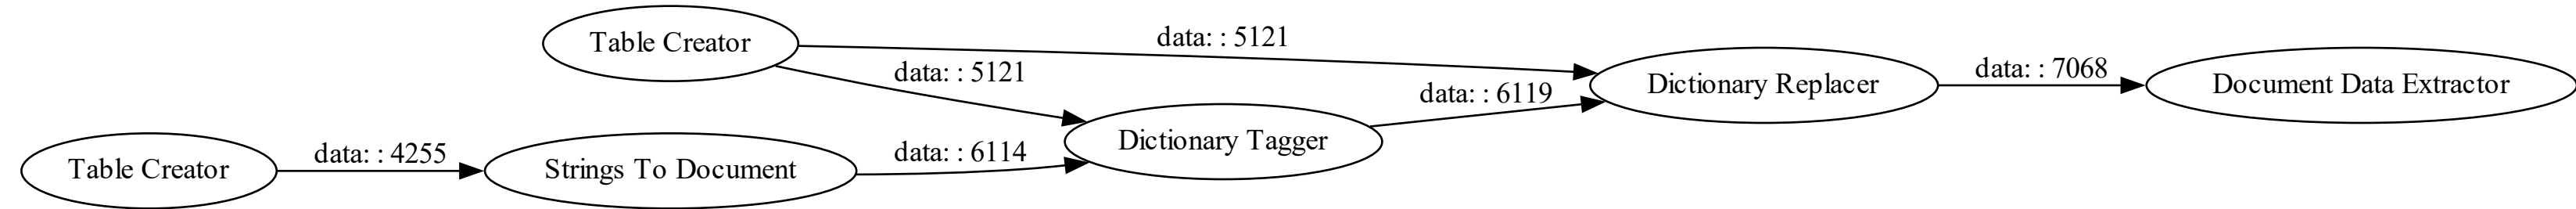 Table Creator
data: : 5121
data: : 5121
Dictionary Replacer
data: : 7068
Document Data Extractor
data: : 6119
Dictionary Tagger
Table Creator
data: : 4255
Strings To Document
data: : 6114